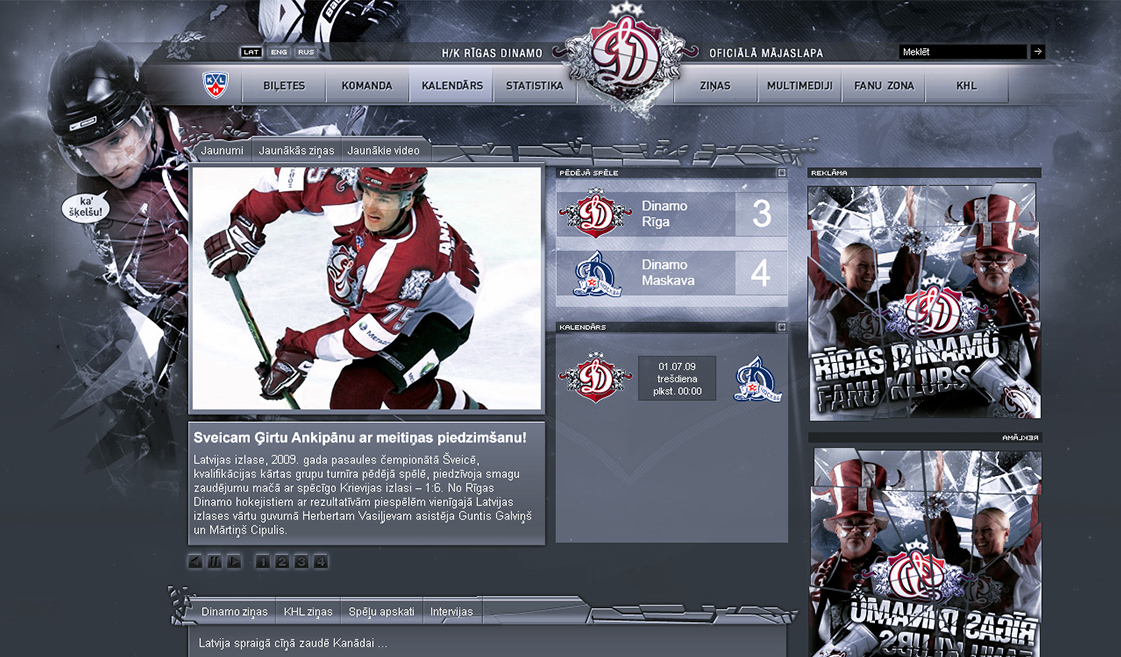 LAT ENG RUS
H/K RĪGAS DINAMO
OFICIĀLĀ MĀJASLAPA
Meklēt
KVL
M
BIĻETES
KOMANDA
KALENDĀRS
STATISTIKA
ZIŅAS
MULTIMEDIJI
FANU ZONA
KHL
ka'
šķelšu!
Jaunumi
Jaunākās ziņas
Jaunākie video
75
PĒDĒJĀ SPĒLE
Dinamo
Rīga
3
Dinamo
Maskava
4
KALENDĀRS
01.07.09
trešdiena
plkst. 00:00
REKLĀMA
RĪGAS DINAMO
FANU KLUBS
REKLĀMA
RĪGAS DINAMO
FANU KLUBS
Sveicam Ģirtu Ankipānu ar meitiņas piedzimšanu!
Latvijas izlase, 2009. gada pasaules čempionātā Šveicē,
kvalifikācijas kārtas grupu turnīra pēdējā spēlē, piedzīvoja smagu
zaudējumu mačā ar spēcīgo Krievijas izlasi – 1:6. No Rīgas
Dinamo hokejistiem ar rezultatīvām piespēlēm vienīgajā Latvijas
izlases vārtu guvumā Herbertam Vasiļjevam asistēja Guntis Galviņš
un Mārtiņš Cipulis.
1 2 3 4
Dinamo ziņas
KHL ziņas
Spēļu apskati
Intervijas
Latvija spraigā cīņā zaudē Kanādai ...